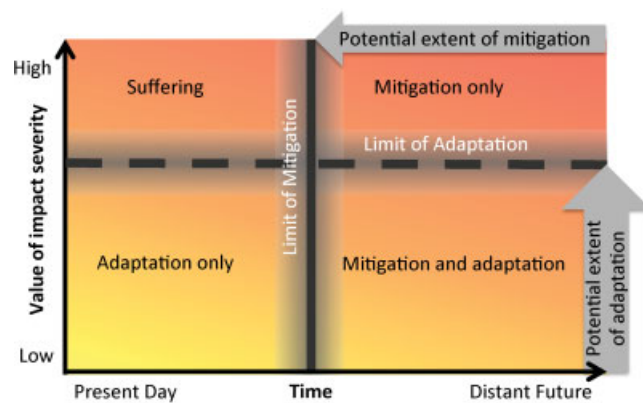 Potential extent of mitigation
High
Suffering
Mitigation only
Limit of Adaptation
Limit of Mitigation
Value of impact severity
Adaptation only
Mitigation and adaptation
Potential extent
of adaptation
Low
Present Day
Time
Distant Future